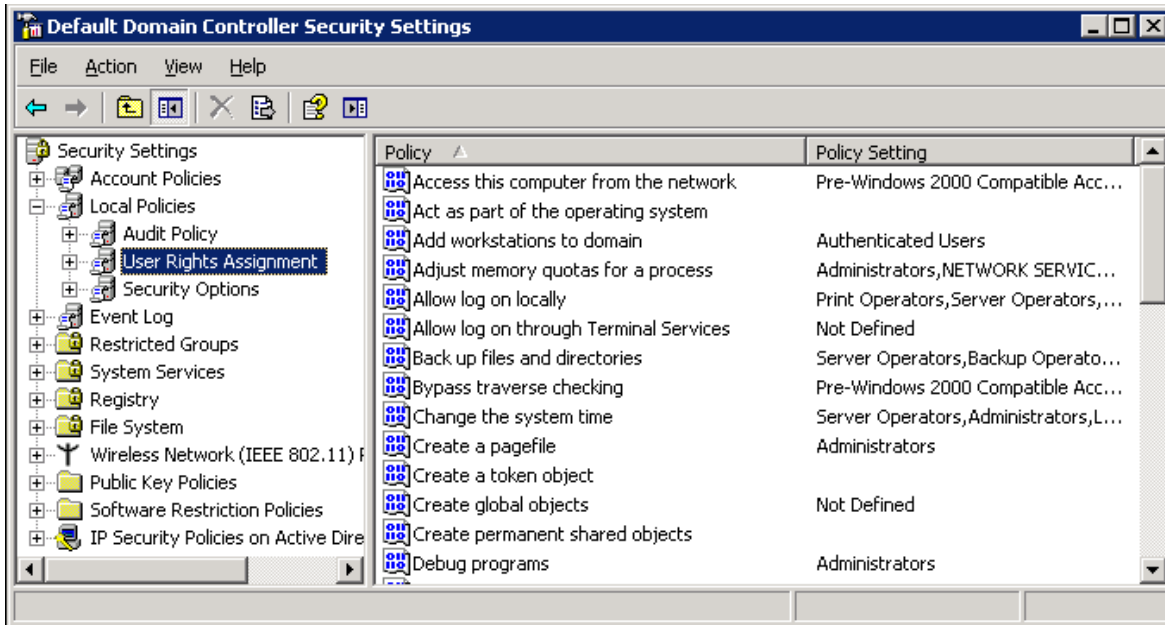 Default Domain Controller Security Settings
File Action View Help
Security Settings
Account Policies
Local Policies
Audit Policy
User Rights Assignment
Security Options
Event Log
Restricted Groups
System Services
Registry
File System
Wireless Network (IEEE 802.11) P
Public Key Policies
Software Restriction Policies
IP Security Policies on Active Dire
Policy Policy Setting
Access this computer from the network Pre-Windows 2000 Compatible Acc...
Act as part of the operating system
Add workstations to domain Authenticated Users
Adjust memory quotas for a process Administrators,NETWORK SERVIC...
Allow log on locally Print Operators,Server Operators,...
Allow log on through Terminal Services Not Defined
Back up files and directories Server Operators,Backup Operato...
Bypass traverse checking Pre-Windows 2000 Compatible Acc...
Change the system time Server Operators,Administrators,L...
Create a pagefile Administrators
Create a token object
Create global objects Not Defined
Create permanent shared objects
Debug programs Administrators